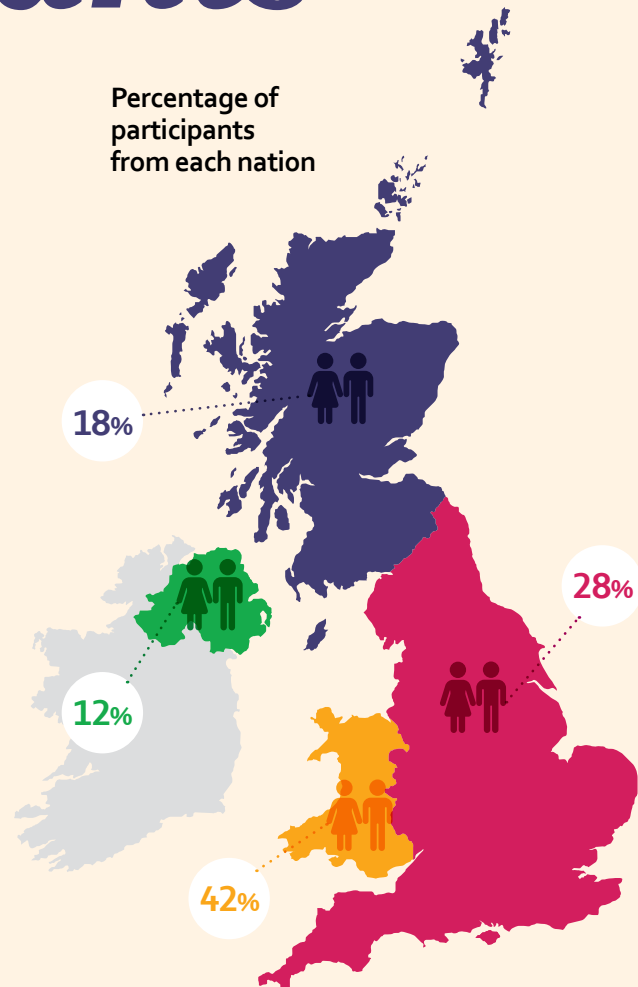 Percentage of
participants
from each nation
18%
28%
12%
42%